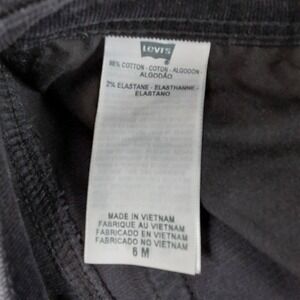 Levi's
98% COTTON - COTON - ALGODON
ALGODÃO
2% ELASTANE - ELASTHANNE -
ELASTANO
MADE IN VIETNAM
FABRIQUE AU VIETNAM
FABRICADO EN VIETNAM
FABRICADO NO VIETNAM
6 M